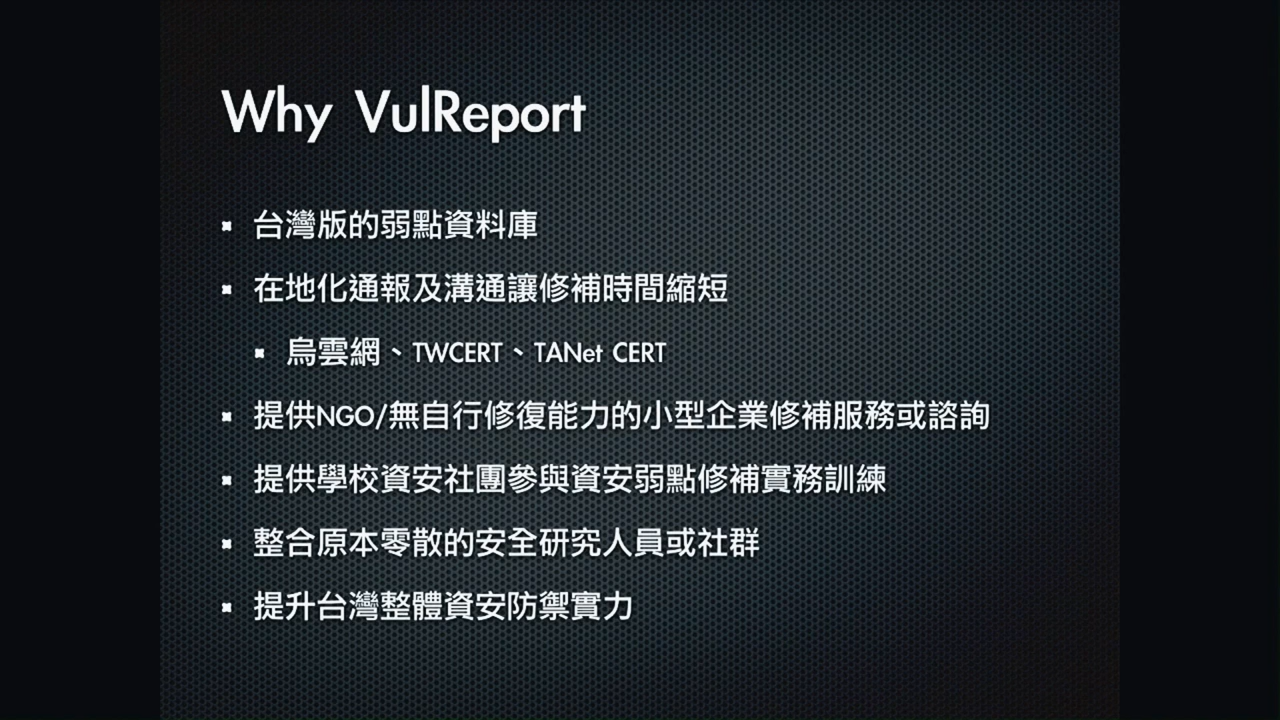 Why VulReport
台灣版的弱點資料庫
在地化通報及溝通讓修補時間縮短
烏雲網、TWCERT、TANet CERT
提供NGO/無自行修復能力的小型企業修補服務或諮詢
提供學校資安社團參與資安弱點修補實務訓練
整合原本零散的安全研究人員或社群
提升台灣整體資安防禦實力